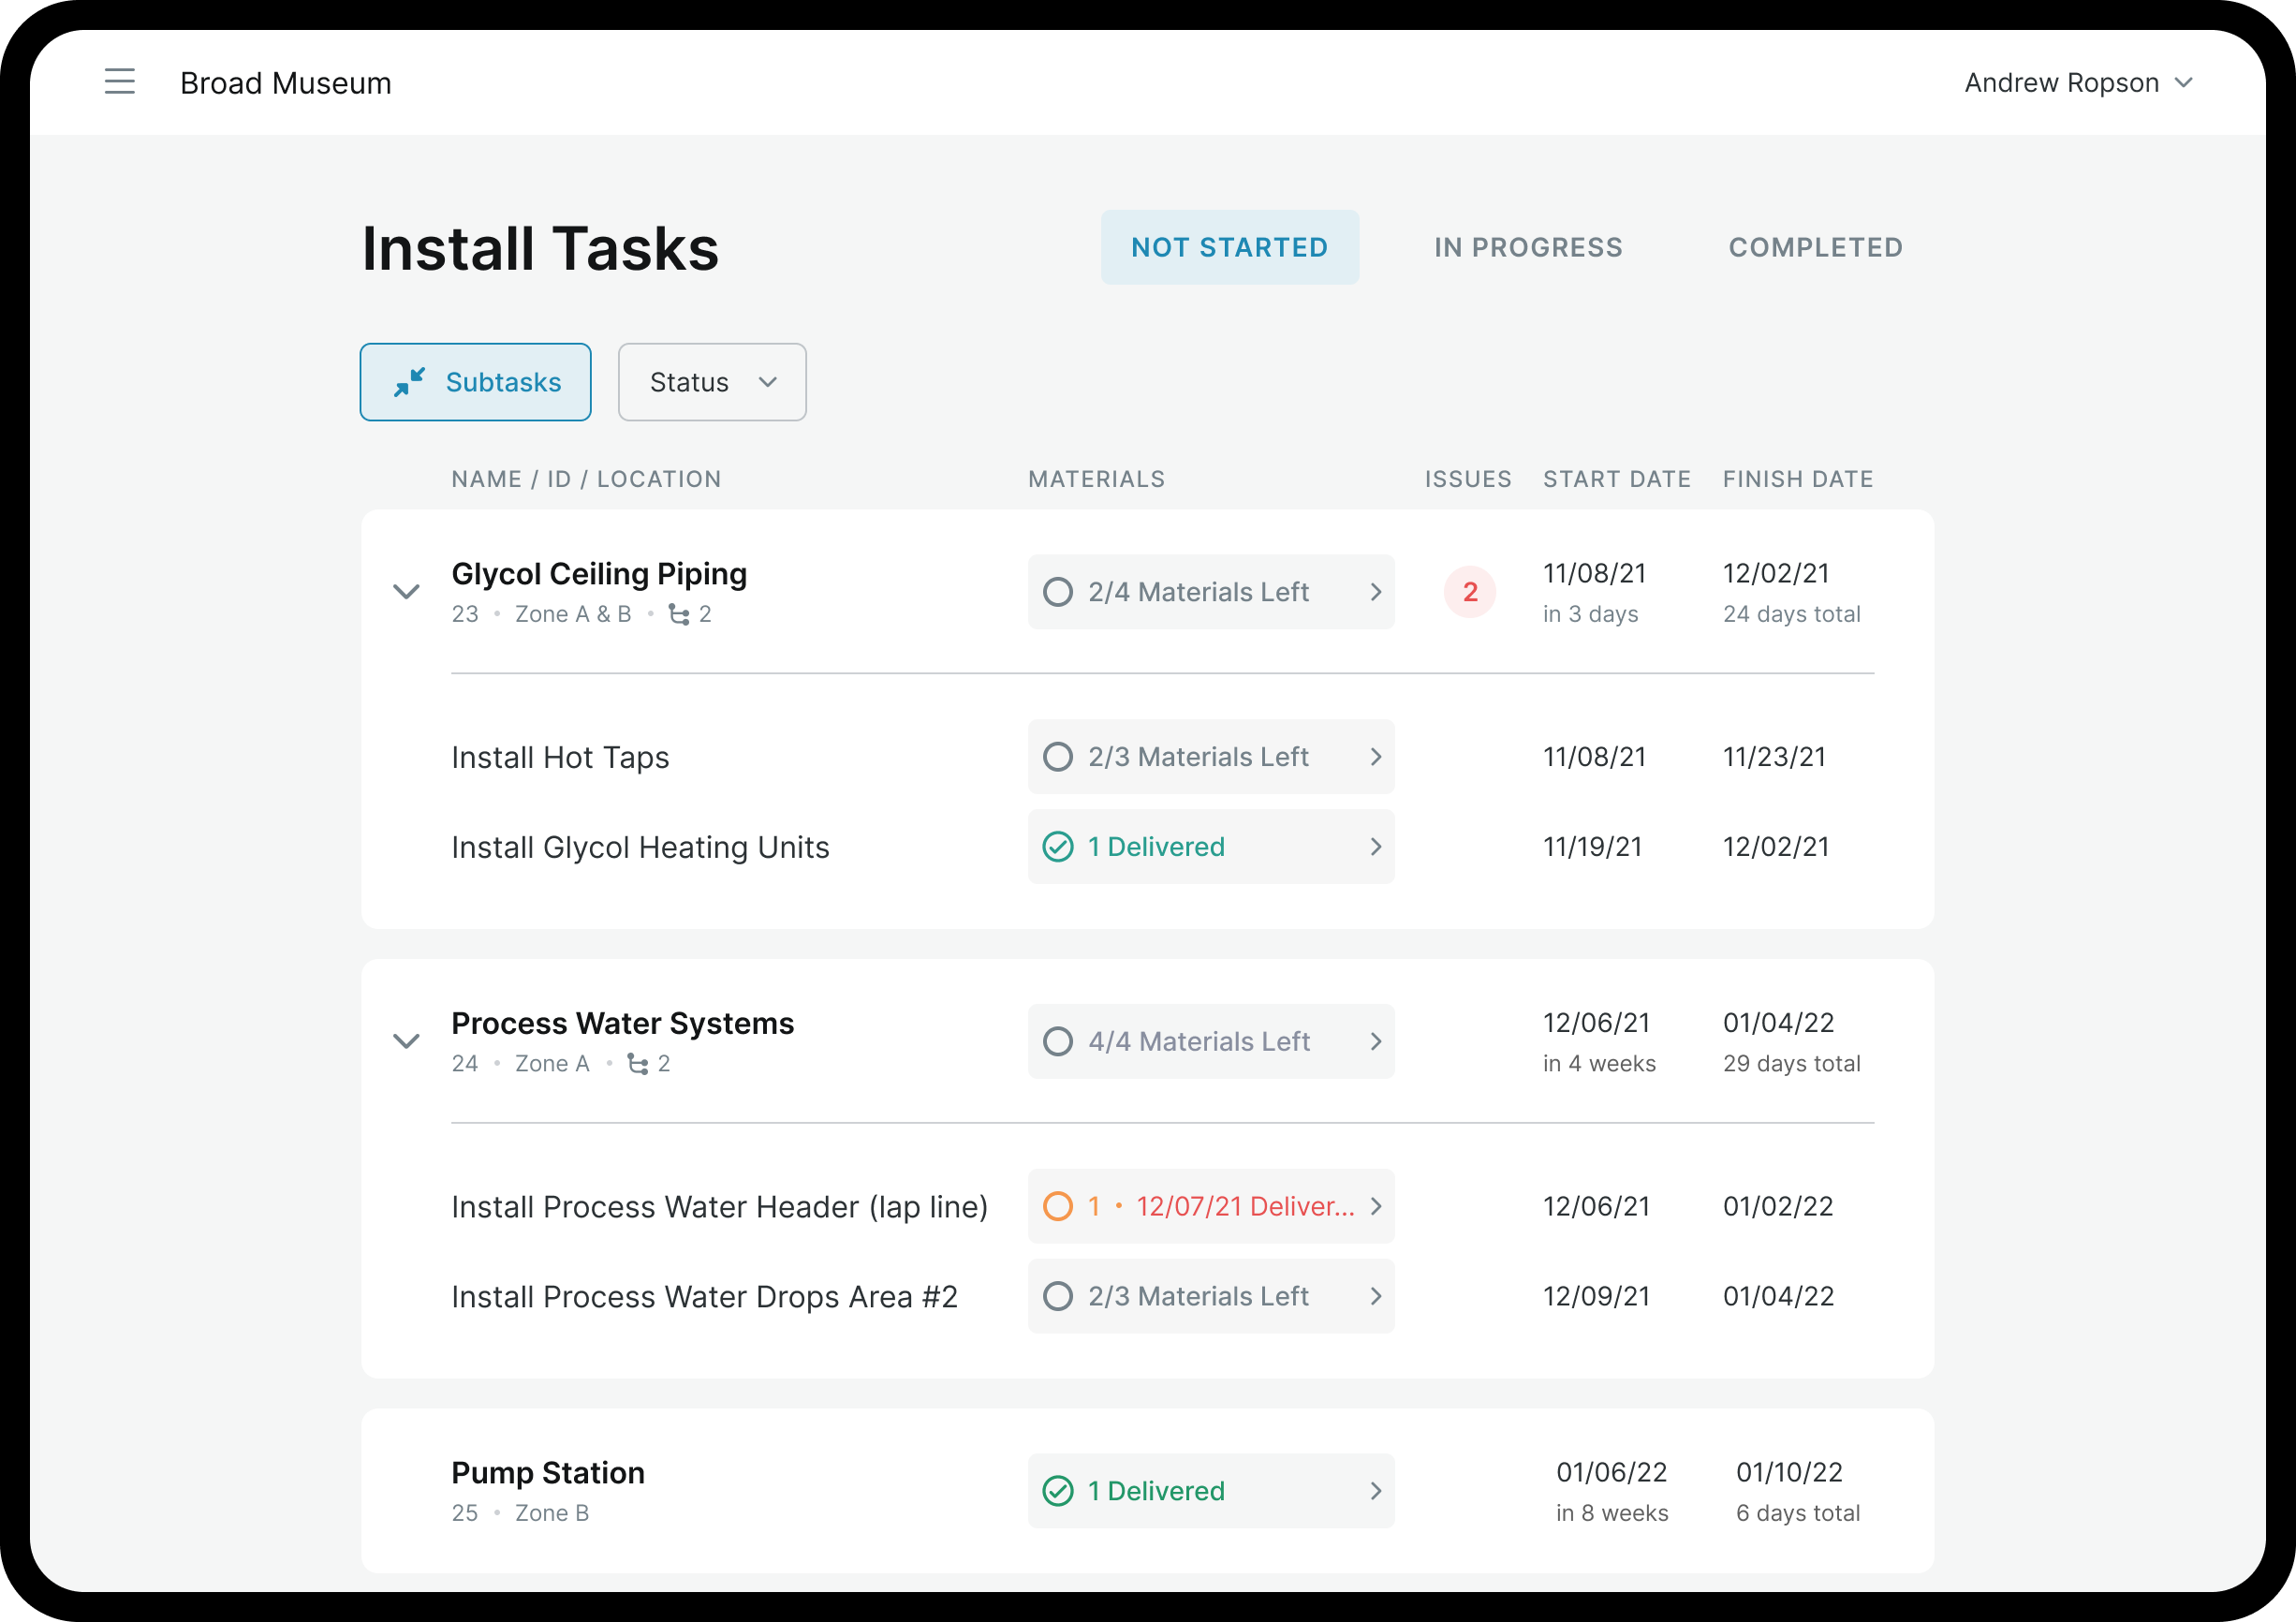 Broad Museum
Andrew Ropson
Install Tasks
NOT STARTED
IN PROGRESS
COMPLETED
Subtasks
Status
NAME / ID / LOCATION
MATERIALS
ISSUES
START DATE
FINISH DATE
Glycol Ceiling Piping
23 • Zone A & B • 2
2/4 Materials Left
2
11/08/21
in 3 days
12/02/21
24 days total
Install Hot Taps
2/3 Materials Left
11/08/21
11/23/21
Install Glycol Heating Units
1 Delivered
11/19/21
12/02/21
Process Water Systems
24 • Zone A • 2
4/4 Materials Left
12/06/21
in 4 weeks
01/04/22
29 days total
Install Process Water Header (lap line)
1 • 12/07/21 Deliver...
12/06/21
01/02/22
Install Process Water Drops Area #2
2/3 Materials Left
12/09/21
01/04/22
Pump Station
25 • Zone B
1 Delivered
01/06/22
in 8 weeks
01/10/22
6 days total